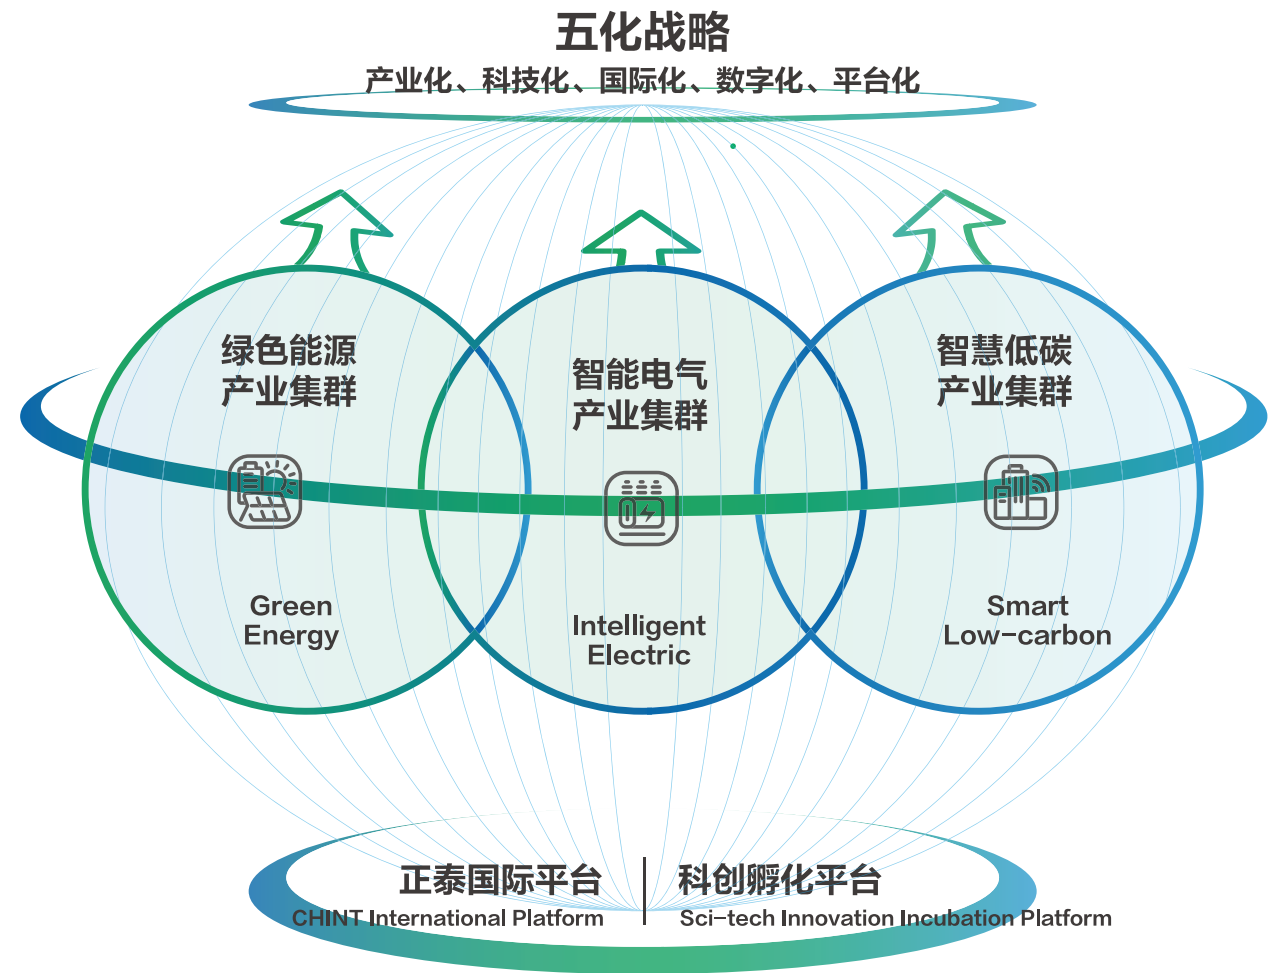 五化战略
产业化、科技化、国际化、数字化、平台化
绿色能源
产业集群
Green
Energy
智能电气
产业集群
Intelligent
Electric
智慧低碳
产业集群
Smart
Low-carbon
正泰国际平台
CHINT International Platform
科创孵化平台
Sci-tech Innovation Incubation Platform